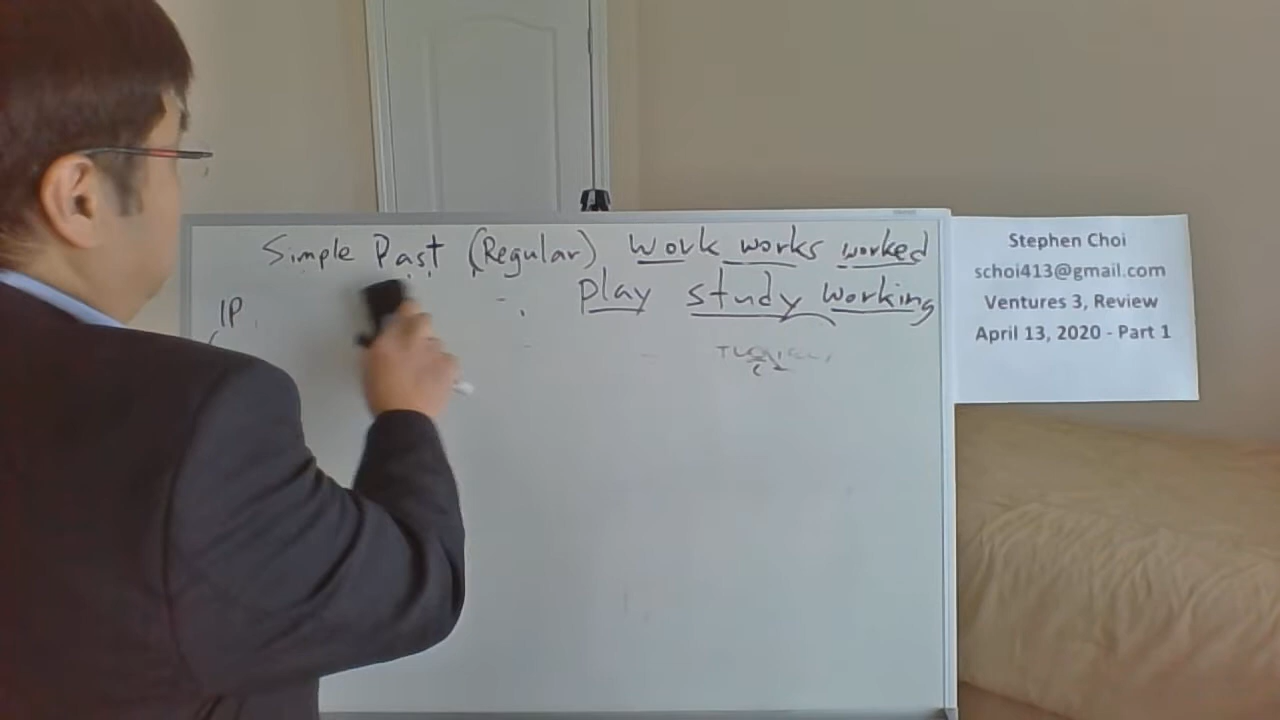 Simple Past (Regular) work works worked
play study working
IP
Stephen Choi
schoi413@gmail.com
Ventures 3, Review
April 13, 2020 - Part 1